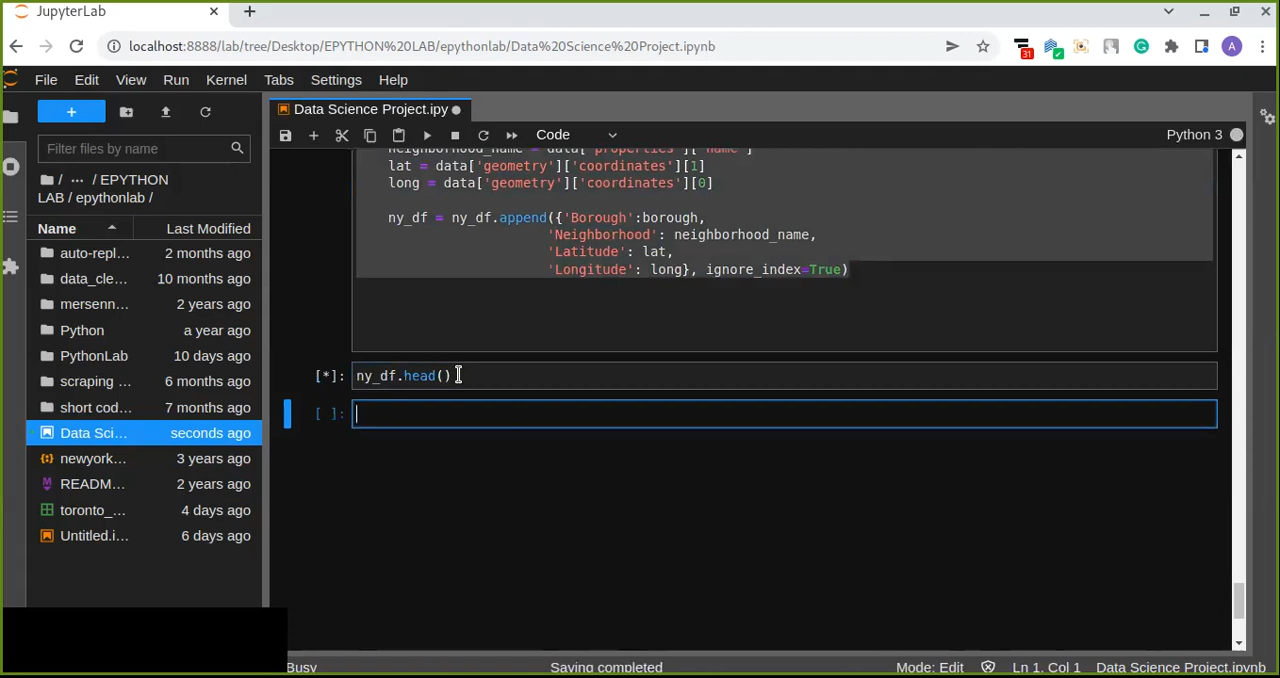 JupyterLab
localhost:8888/lab/tree/Desktop/EPYTHON%20LAB/epythonlab/Data%20Science%20Project.ipynb
31
A
File Edit View Run Kernel Tabs Settings Help
Data Science Project.ipy
Code
Python 3
Filter files by name
/ ··· / EPYTHON
LAB / epythonlab /
Name Last Modified
auto-repl... 2 months ago
data_cle... 10 months ago
mersenn... 2 years ago
Python a year ago
PythonLab 10 days ago
scraping ... 6 months ago
short cod... 7 months ago
Data Sci... seconds ago
newyork... 3 years ago
READM... 2 years ago
toronto_... 4 days ago
Untitled.i... 6 days ago
neighborhood_name = data['properties']['name']
lat = data['geometry']['coordinates'][1]
long = data['geometry']['coordinates'][0]
ny_df = ny_df.append({'Borough':borough,
'Neighborhood': neighborhood_name,
'Latitude': lat,
'Longitude': long}, ignore_index=True)
[*]: ny_df.head()
[ ]:
Busy
Saving completed
Mode: Edit
Ln 1, Col 1
Data Science Project.ipynb